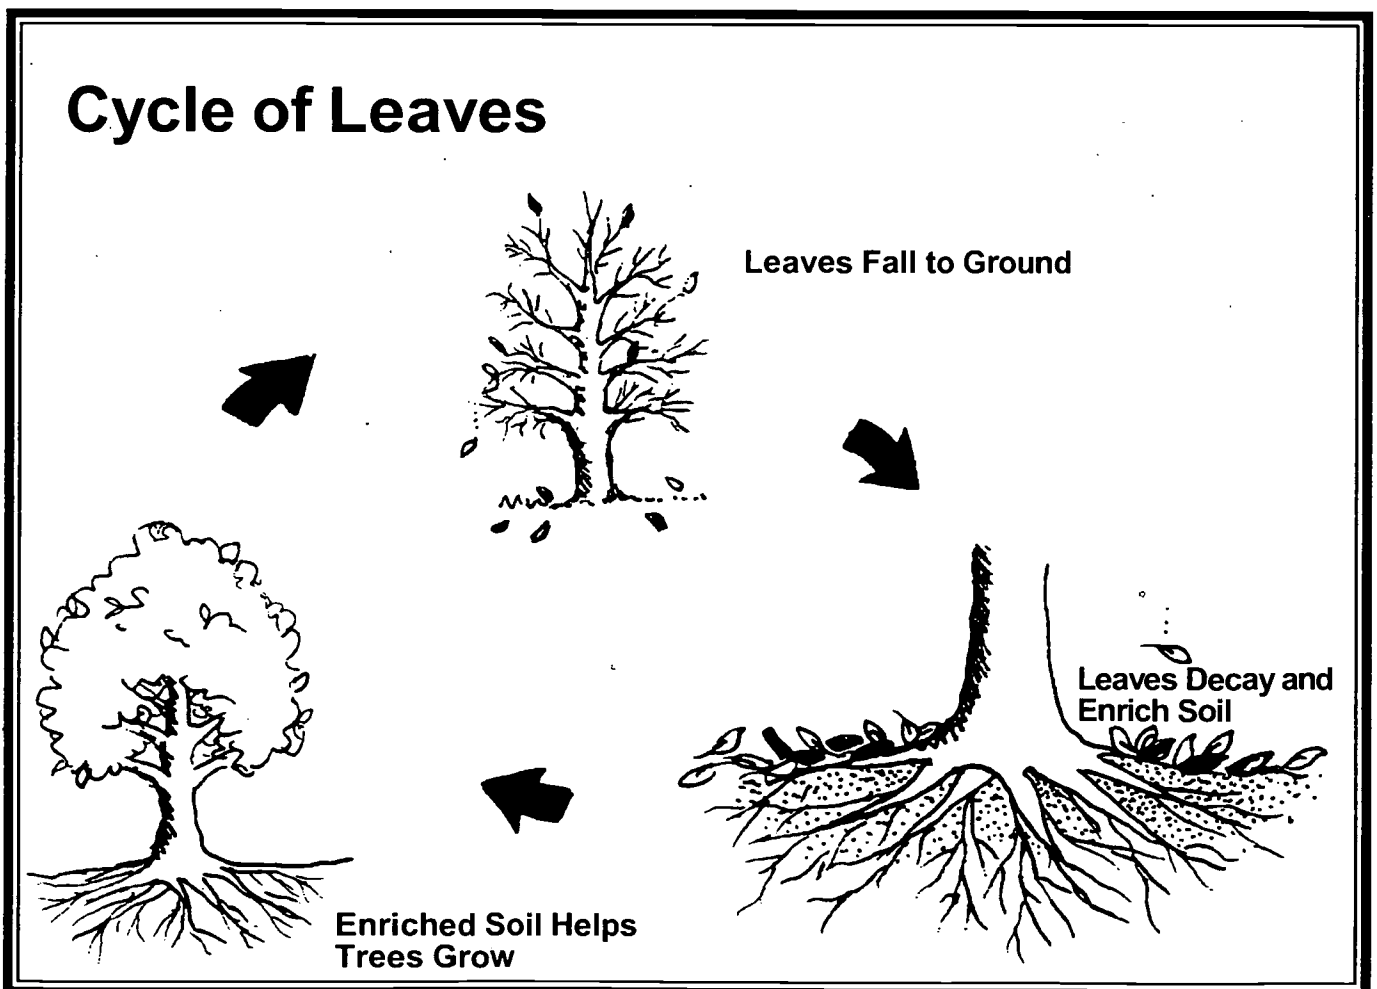 Cycle of Leaves
Leaves Fall to Ground
Leaves Decay and
Enrich Soil
Enriched Soil Helps
Trees Grow